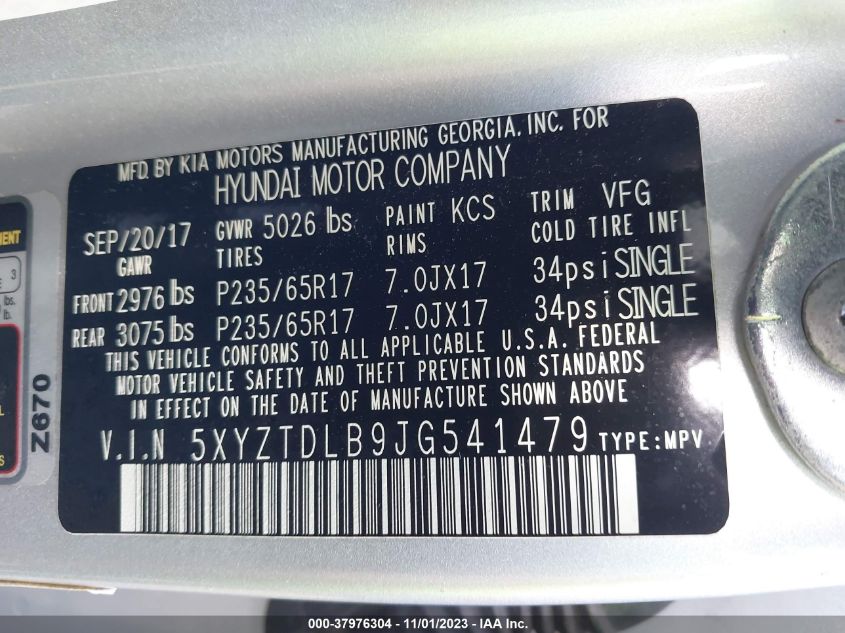 MFD. BY KIA MOTORS MANUFACTURING GEORGIA, INC. FOR
HYUNDAI MOTOR COMPANY
SEP/20/17 GVWR 5026 lbs PAINT KCS TRIM VFG
GAWR TIRES RIMS COLD TIRE INFL
FRONT 2976 lbs P235/65R17 7.0JX17 34psi SINGLE
REAR 3075 lbs P235/65R17 7.0JX17 34psi SINGLE
THIS VEHICLE CONFORMS TO ALL APPLICABLE U.S.A. FEDERAL
MOTOR VEHICLE SAFETY AND THEFT PREVENTION STANDARDS
IN EFFECT ON THE DATE OF MANUFACTURE SHOWN ABOVE
V.I.N 5XYZTDLB9JG541479 TYPE:MPV
Z670
3
lbs.
lb.
000-37976304 - 11/01/2023 - IAA Inc.